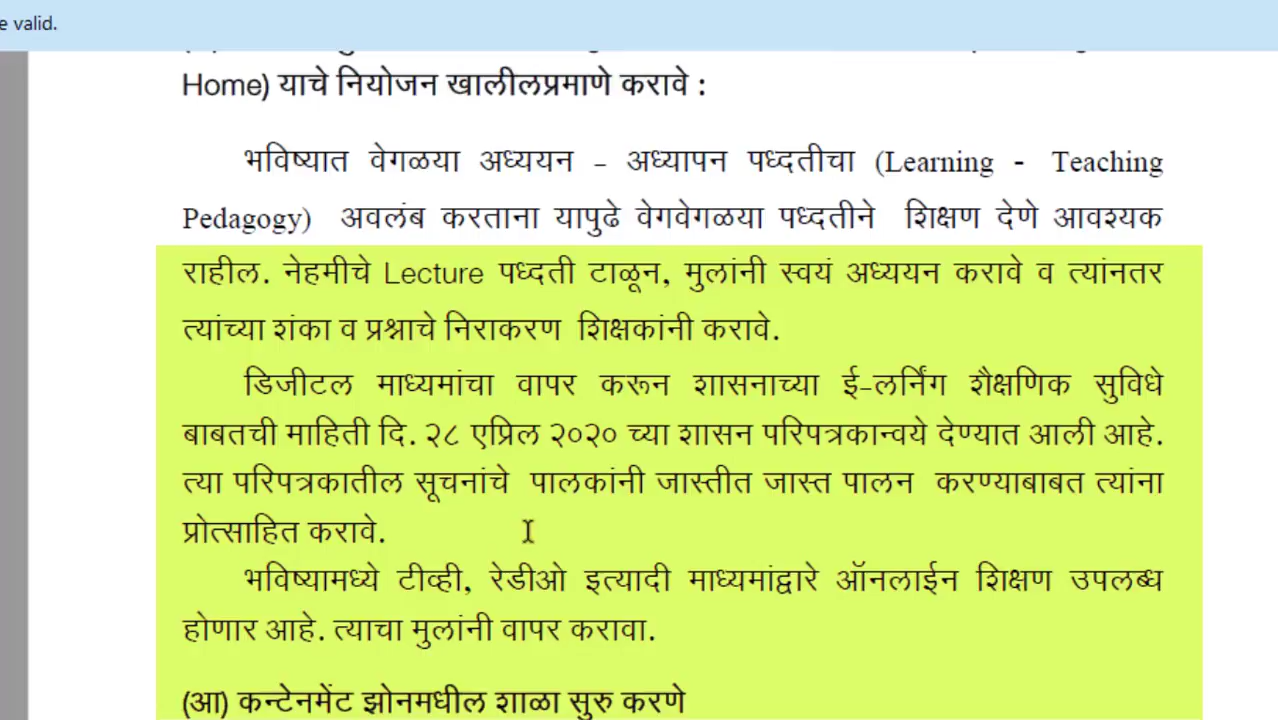 e valid.
Home) याचे नियोजन खालीलप्रमाणे करावे :
भविष्यात वेगळया अध्ययन – अध्यापन पध्दतीचा (Learning - Teaching
Pedagogy) अवलंब करताना यापुढे वेगवेगळया पध्दतीने शिक्षण देणे आवश्यक
राहील. नेहमीचे Lecture पध्दती टाळून, मुलांनी स्वयं अध्ययन करावे व त्यांनतर
त्यांच्या शंका व प्रश्नाचे निराकरण शिक्षकांनी करावे.
डिजीटल माध्यमांचा वापर करून शासनाच्या ई-लर्निंग शैक्षणिक सुविधे
बाबतची माहिती दि. २८ एप्रिल २०२० च्या शासन परिपत्रकान्वये देण्यात आली आहे.
त्या परिपत्रकातील सूचनांचे पालकांनी जास्तीत जास्त पालन करण्याबाबत त्यांना
प्रोत्साहित करावे.
भविष्यामध्ये टीव्ही, रेडीओ इत्यादी माध्यमांद्वारे ऑनलाईन शिक्षण उपलब्ध
होणार आहे. त्याचा मुलांनी वापर करावा.
(आ) कन्टेनमेंट झोनमधील शाळा सुरु करणे